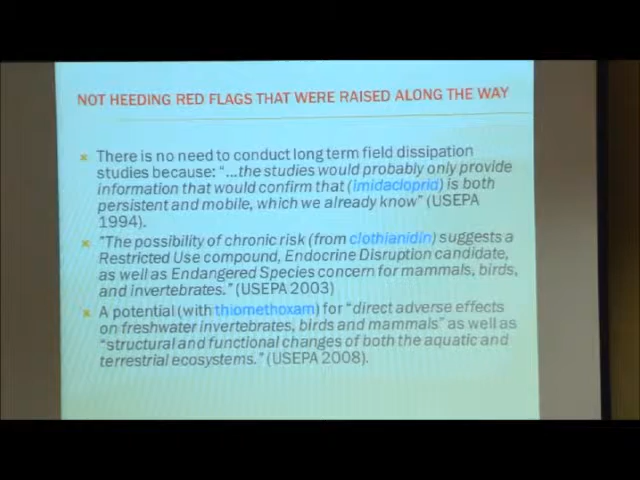 NOT HEEDING RED FLAGS THAT WERE RAISED ALONG THE WAY
There is no need to conduct long term field dissipation
studies because: "...the studies would probably only provide
information that would confirm that (imidacloprid) is both
persistent and mobile, which we already know" (USEPA
1994).
"The possibility of chronic risk (from clothianidin) suggests a
Restricted Use compound, Endocrine Disruption candidate,
as well as Endangered Species concern for mammals, birds,
and invertebrates." (USEPA 2003)
A potential (with thiomethoxam) for "direct adverse effects
on freshwater invertebrates, birds and mammals" as well as
"structural and functional changes of both the aquatic and
terrestrial ecosystems." (USEPA 2008).